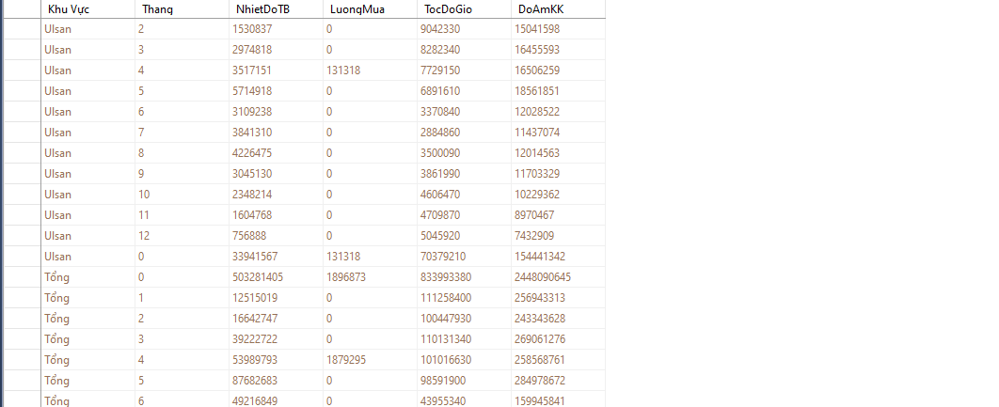 Khu Vực Thang NhietDoTB LuongMua TocDoGio DoAmKK
Ulsan 2 1530837 0 9042330 15041598
Ulsan 3 2974818 0 8282340 16455593
Ulsan 4 3517151 131318 7729150 16506259
Ulsan 5 5714918 0 6891610 18561851
Ulsan 6 3109238 0 3370840 12028522
Ulsan 7 3841310 0 2884860 11437074
Ulsan 8 4226475 0 3500090 12014563
Ulsan 9 3045130 0 3861990 11703329
Ulsan 10 2348214 0 4606470 10229362
Ulsan 11 1604768 0 4709870 8970467
Ulsan 12 756888 0 5045920 7432909
Ulsan 0 33941567 131318 70379210 154441342
Tổng 0 503281405 1896873 833993380 2448090645
Tổng 1 12515019 0 111258400 256943313
Tổng 2 16642747 0 100447930 243343628
Tổng 3 39222722 0 110131340 269061276
Tổng 4 53989793 1879295 101016630 258568761
Tổng 5 87682683 0 98591900 284978672
Tổng 6 49216849 0 43955340 159945841